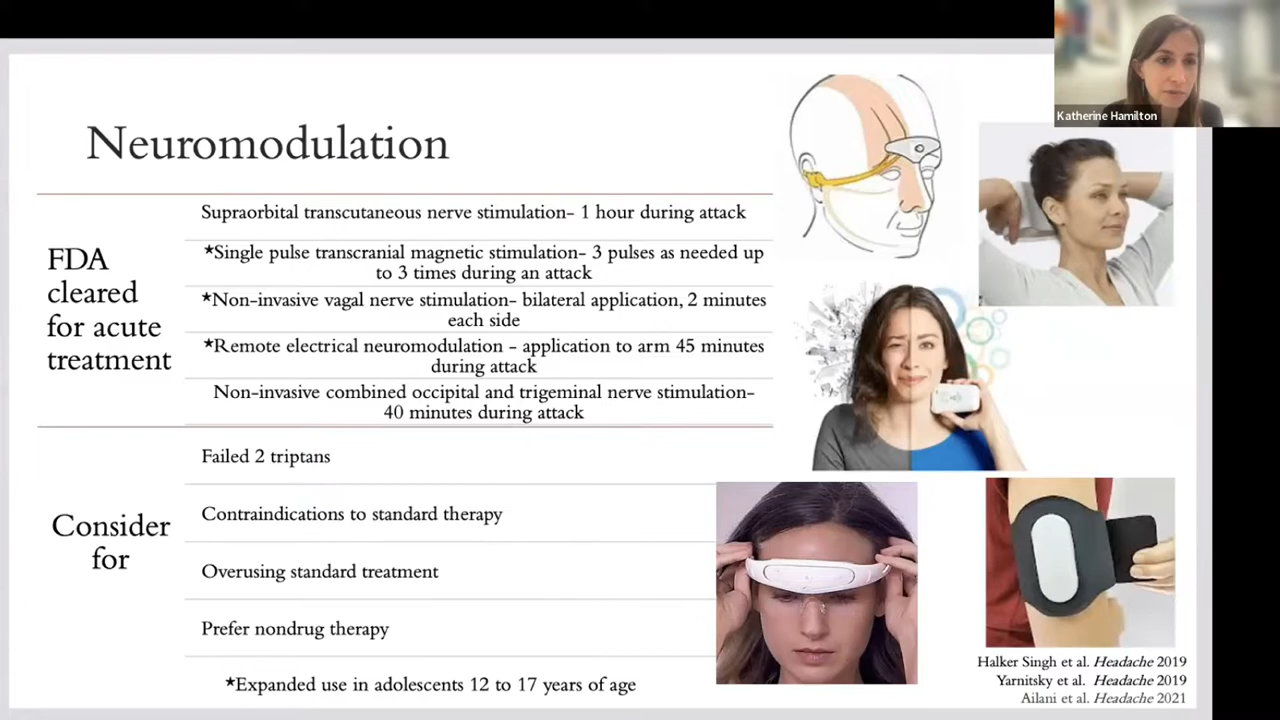 Katherine Hamilton
Neuromodulation
FDA
cleared
for acute
treatment
Supraorbital transcutaneous nerve stimulation- 1 hour during attack
★Single pulse transcranial magnetic stimulation- 3 pulses as needed up
to 3 times during an attack
★Non-invasive vagal nerve stimulation- bilateral application, 2 minutes
each side
★Remote electrical neuromodulation - application to arm 45 minutes
during attack
Non-invasive combined occipital and trigeminal nerve stimulation-
40 minutes during attack
Consider
for
Failed 2 triptans
Contraindications to standard therapy
Overusing standard treatment
Prefer nondrug therapy
★Expanded use in adolescents 12 to 17 years of age
Halker Singh et al. Headache 2019
Yarnitsky et al. Headache 2019
Ailani et al. Headache 2021